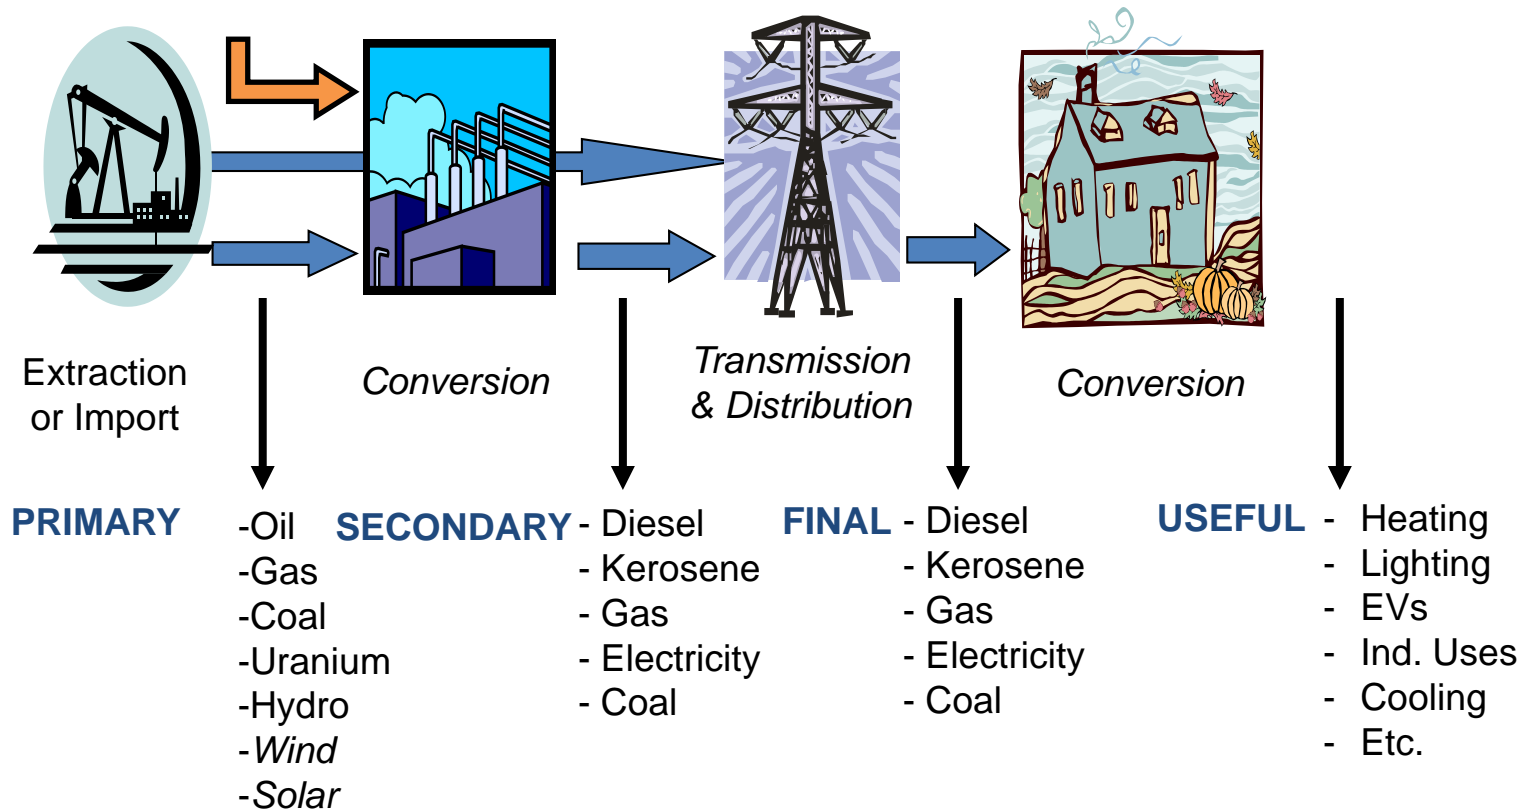 Extraction
or Import
Conversion
Transmission
& Distribution
Conversion
PRIMARY
-Oil
-Gas
-Coal
-Uranium
-Hydro
-Wind
-Solar
SECONDARY
- Diesel
- Kerosene
- Gas
- Electricity
- Coal
FINAL
- Diesel
- Kerosene
- Gas
- Electricity
- Coal
USEFUL
- Heating
- Lighting
- EVs
- Ind. Uses
- Cooling
- Etc.